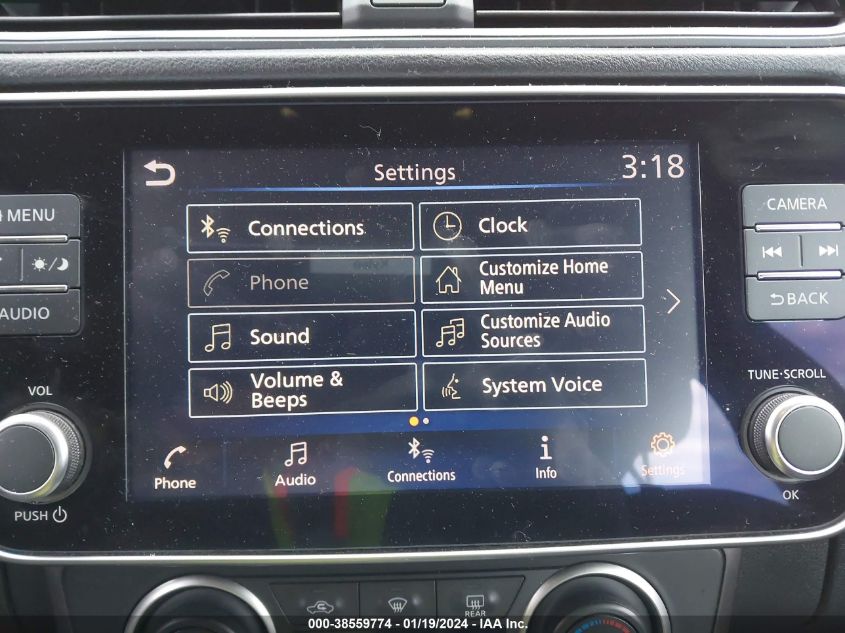 Settings
3:18
MENU
CAMERA
Connections
Clock
Phone
Customize Home
Menu
AUDIO
BACK
Sound
Customize Audio
Sources
Volume &
Beeps
System Voice
VOL
TUNE·SCROLL
Phone
Audio
Connections
Info
Settings
PUSH
OK
REAR
000-38559774 - 01/19/2024 - IAA Inc.